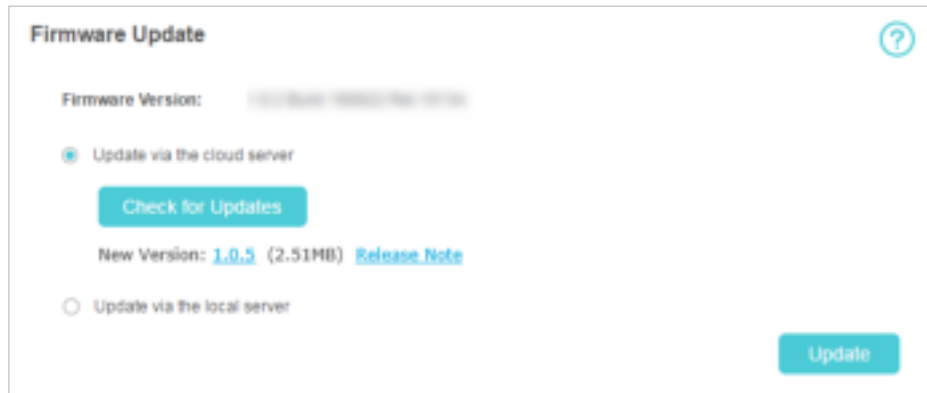 Firmware Update
?
Firmware Version:
Update via the cloud server
Check for Updates
New Version: 1.0.5 (2.51MB) Release Note
Update via the local server
Update